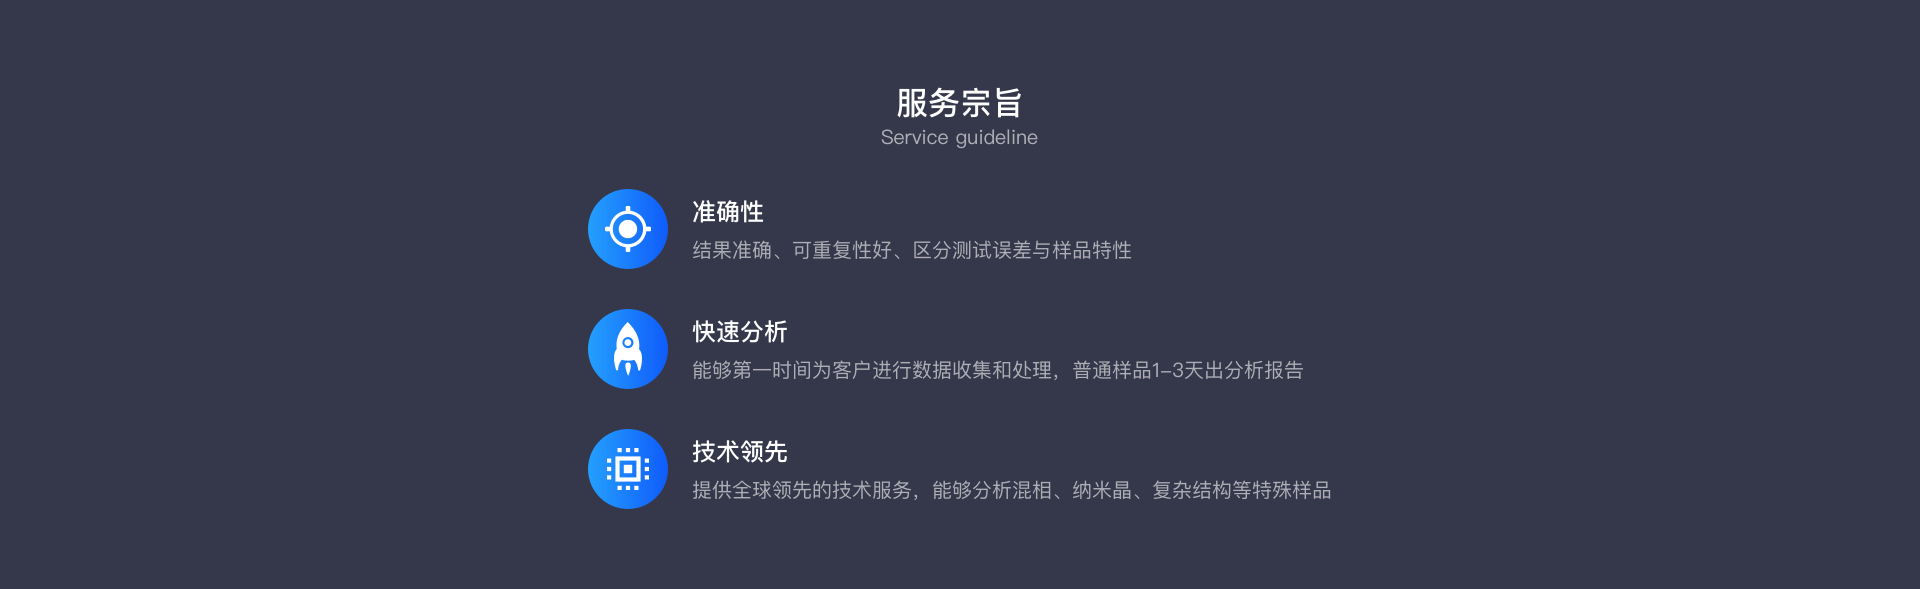 服务宗旨
Service guideline
准确性
结果准确、可重复性好、区分测试误差与样品特性
快速分析
能够第一时间为客户进行数据收集和处理，普通样品1-3天出分析报告
技术领先
提供全球领先的技术服务，能够分析混相、纳米晶、复杂结构等特殊样品